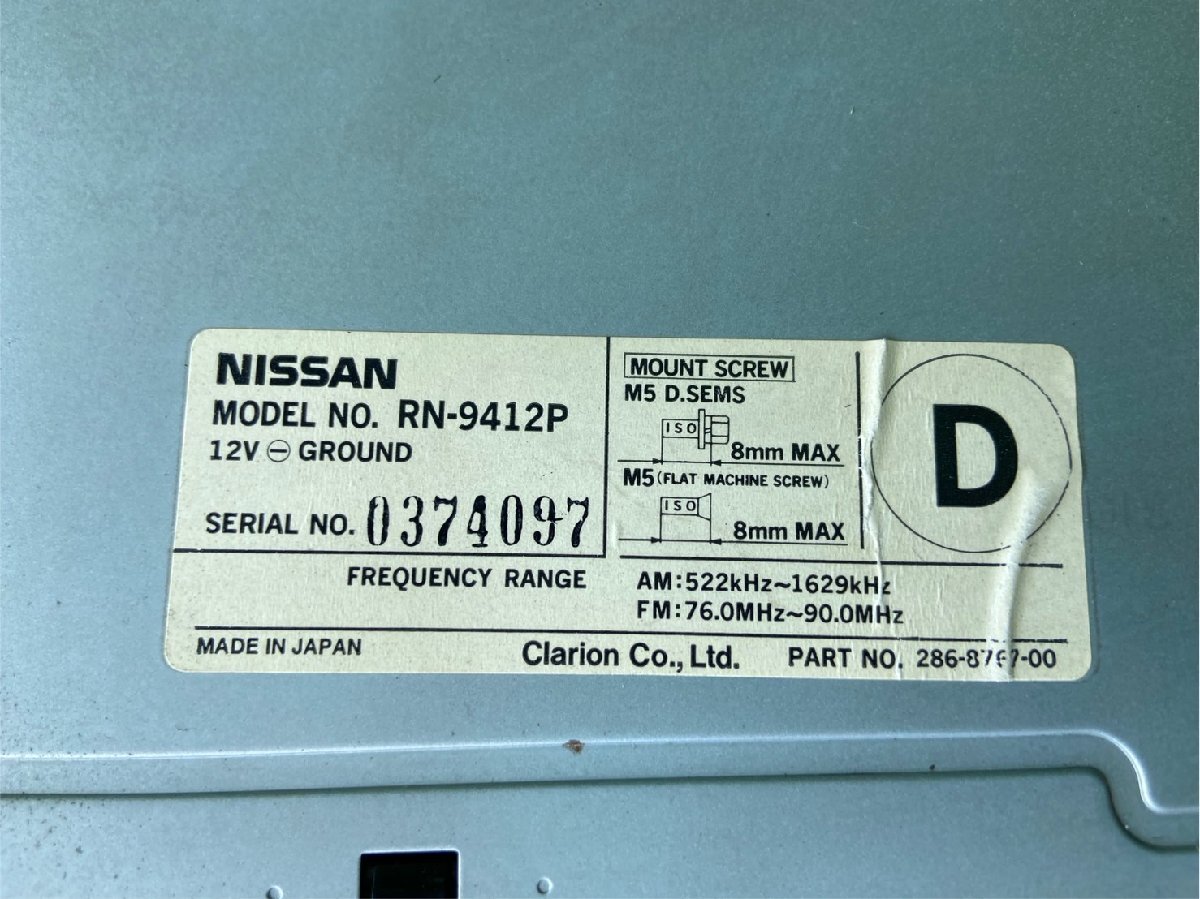 NISSAN
MODEL NO. RN-9412P
12V ⊖ GROUND
SERIAL NO. 0374097
MOUNT SCREW
M5 D.SEMS
ISO
8mm MAX
M5 (FLAT MACHINE SCREW)
ISO
8mm MAX
D
FREQUENCY RANGE
AM:522kHz~1629kHz
FM:76.0MHz~90.0MHz
MADE IN JAPAN
Clarion Co., Ltd.
PART NO.